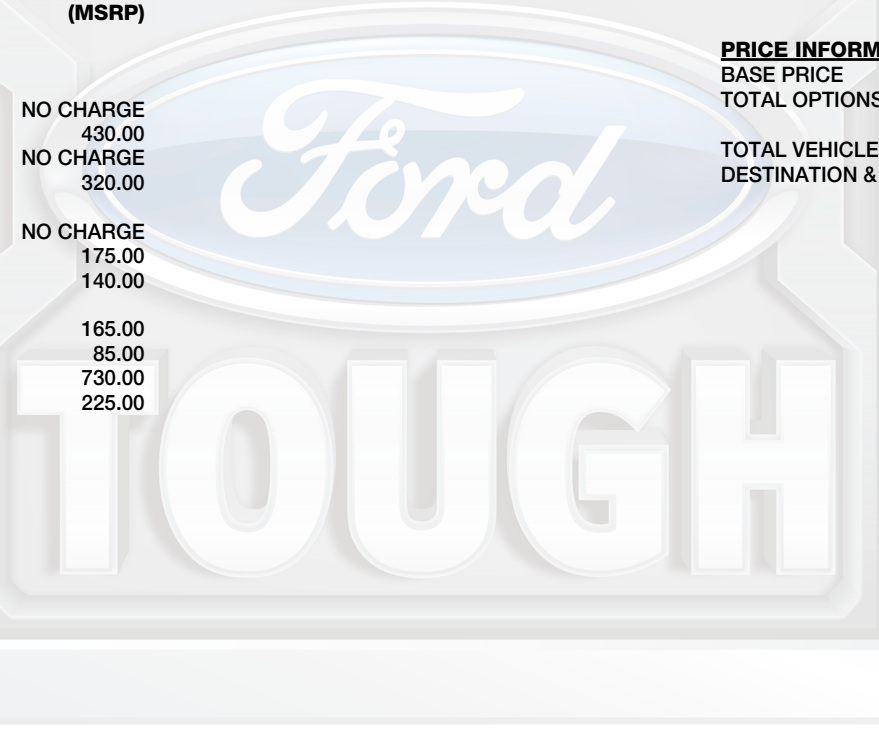 (MSRP)
NO CHARGE
430.00
NO CHARGE
320.00
NO CHARGE
175.00
140.00
165.00
85.00
730.00
225.00
PRICE INFORM
BASE PRICE
TOTAL OPTIONS
TOTAL VEHICLE
DESTINATION &
Ford
TOUGH